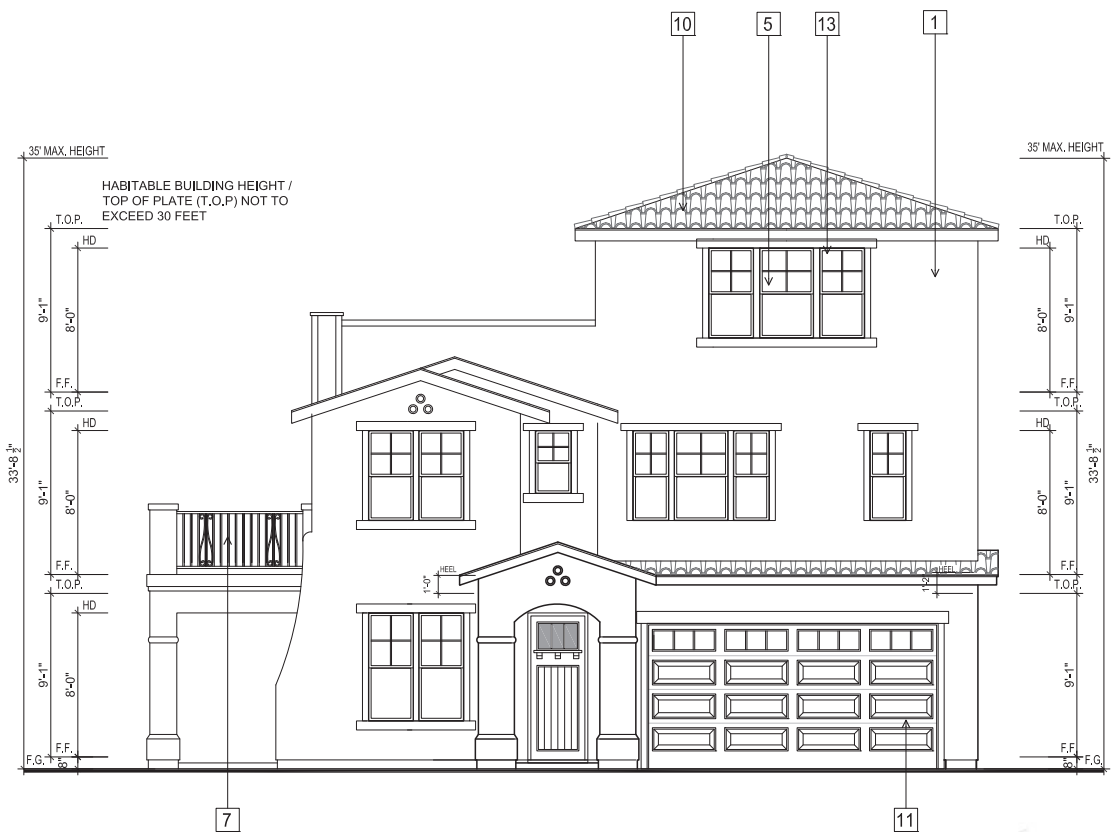 10
5
13
1
35' MAX. HEIGHT
35' MAX. HEIGHT
HABITABLE BUILDING HEIGHT /
TOP OF PLATE (T.O.P) NOT TO
EXCEED 30 FEET
T.O.P.
HD
9'-1"
8'-0"
F.F.
T.O.P.
HD
33'-8 1/2"
9'-1"
8'-0"
F.F.
T.O.P.
HD
9'-1"
8'-0"
F.F.
F.G.
8"
HEEL
1'-0"
HEEL
1'-2"
T.O.P.
HD
8'-0"
9'-1"
F.F.
T.O.P.
HD
8'-0"
9'-1"
33'-8 1/2"
F.F.
T.O.P.
9'-1"
F.F.
8"
F.G.
7
11